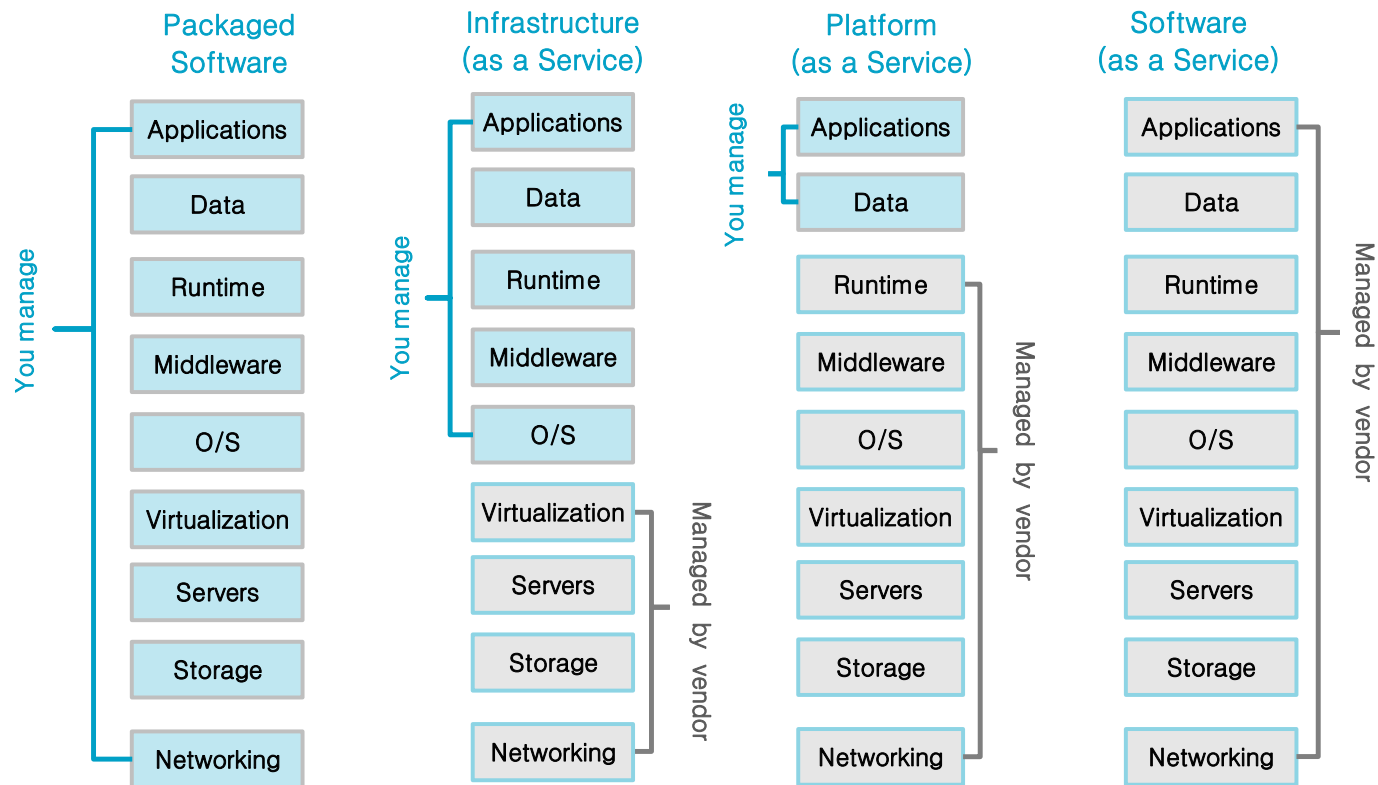 Packaged
Software
You manage
Applications
Data
Runtime
Middleware
O/S
Virtualization
Servers
Storage
Networking
Infrastructure
(as a Service)
You manage
Applications
Data
Runtime
Middleware
O/S
Virtualization
Servers
Storage
Networking
Managed by vendor
Platform
(as a Service)
You manage
Applications
Data
Runtime
Middleware
O/S
Virtualization
Servers
Storage
Networking
Managed by vendor
Software
(as a Service)
Applications
Data
Runtime
Middleware
O/S
Virtualization
Servers
Storage
Networking
Managed by vendor